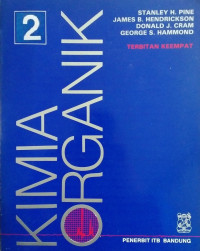 2
STANLEY H. PINE
JAMES B. HENDRICKSON
DONALD J. CRAM
GEORGE S. HAMMOND
TERBITAN KEEMPAT
KIMIA
ORGANIK
PENERBIT ITB BANDUNG